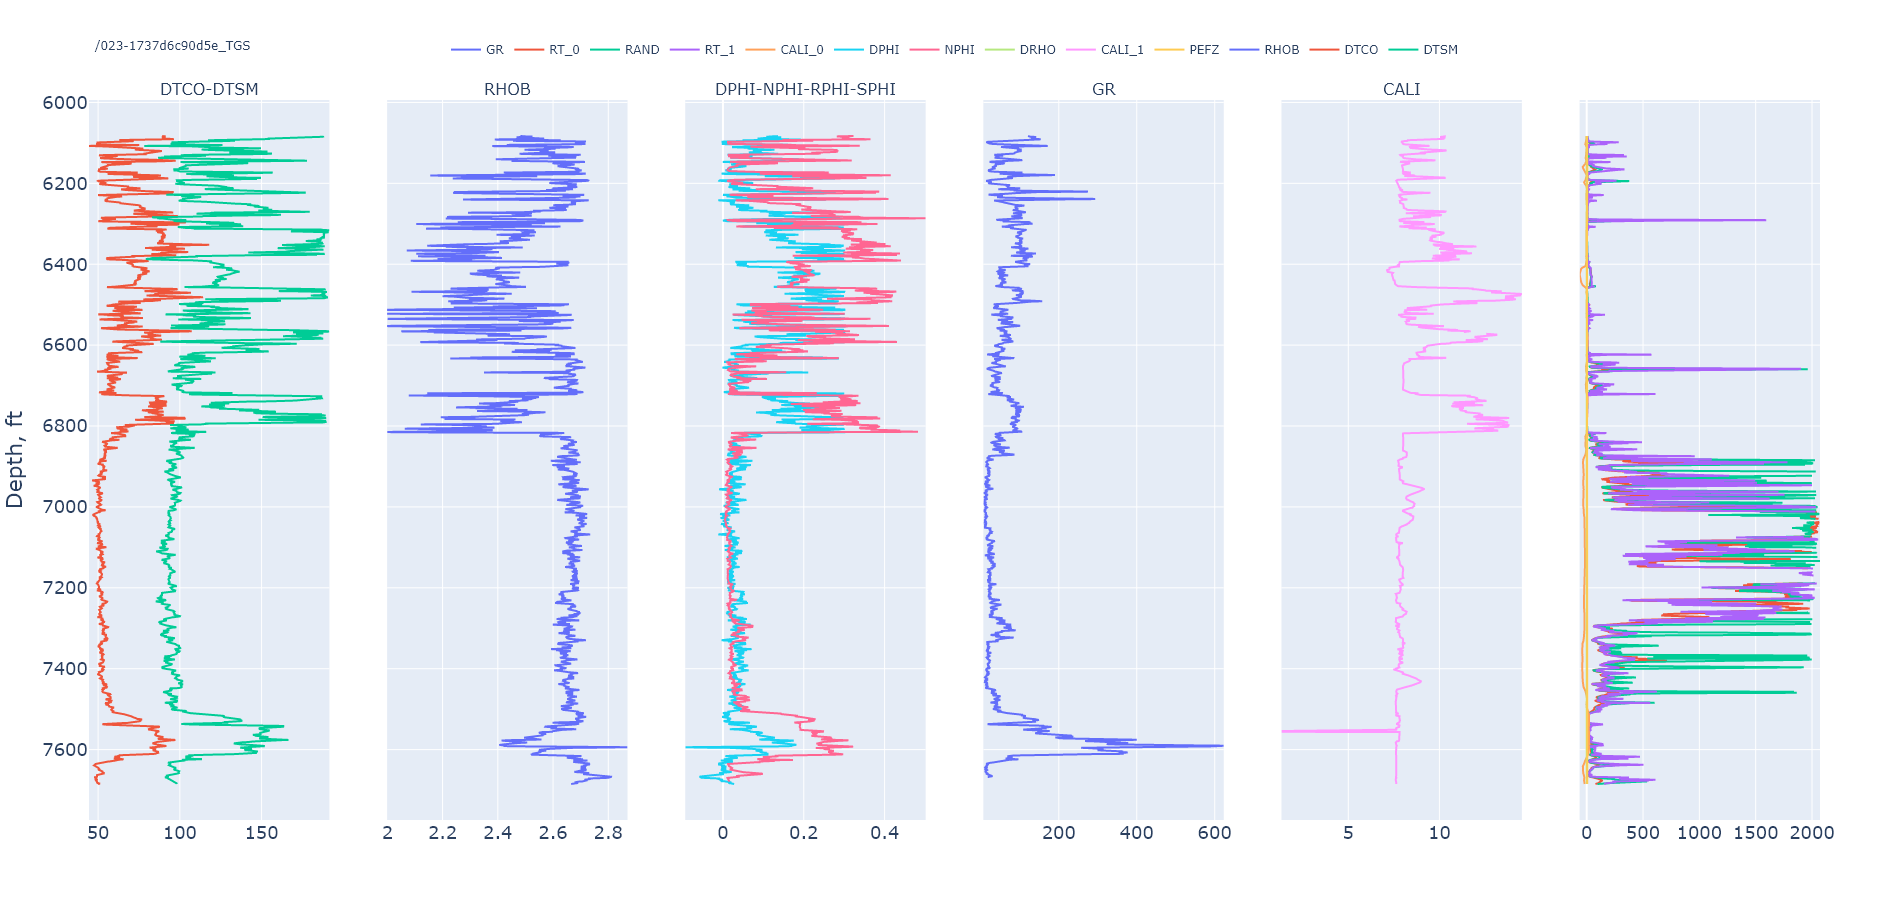 /023-1737d6c90d5e_TGS
GR RT_0 RAND RT_1 CALI_0 DPHI NPHI DRHO CALI_1 PEFZ RHOB DTCO DTSM
DTCO-DTSM RHOB DPHI-NPHI-RPHI-SPHI GR CALI
Depth, ft
6000
6200
6400
6600
6800
7000
7200
7400
7600
50 100 150 2 2.2 2.4 2.6 2.8 0 0.2 0.4 200 400 600 5 10 0 500 1000 1500 2000